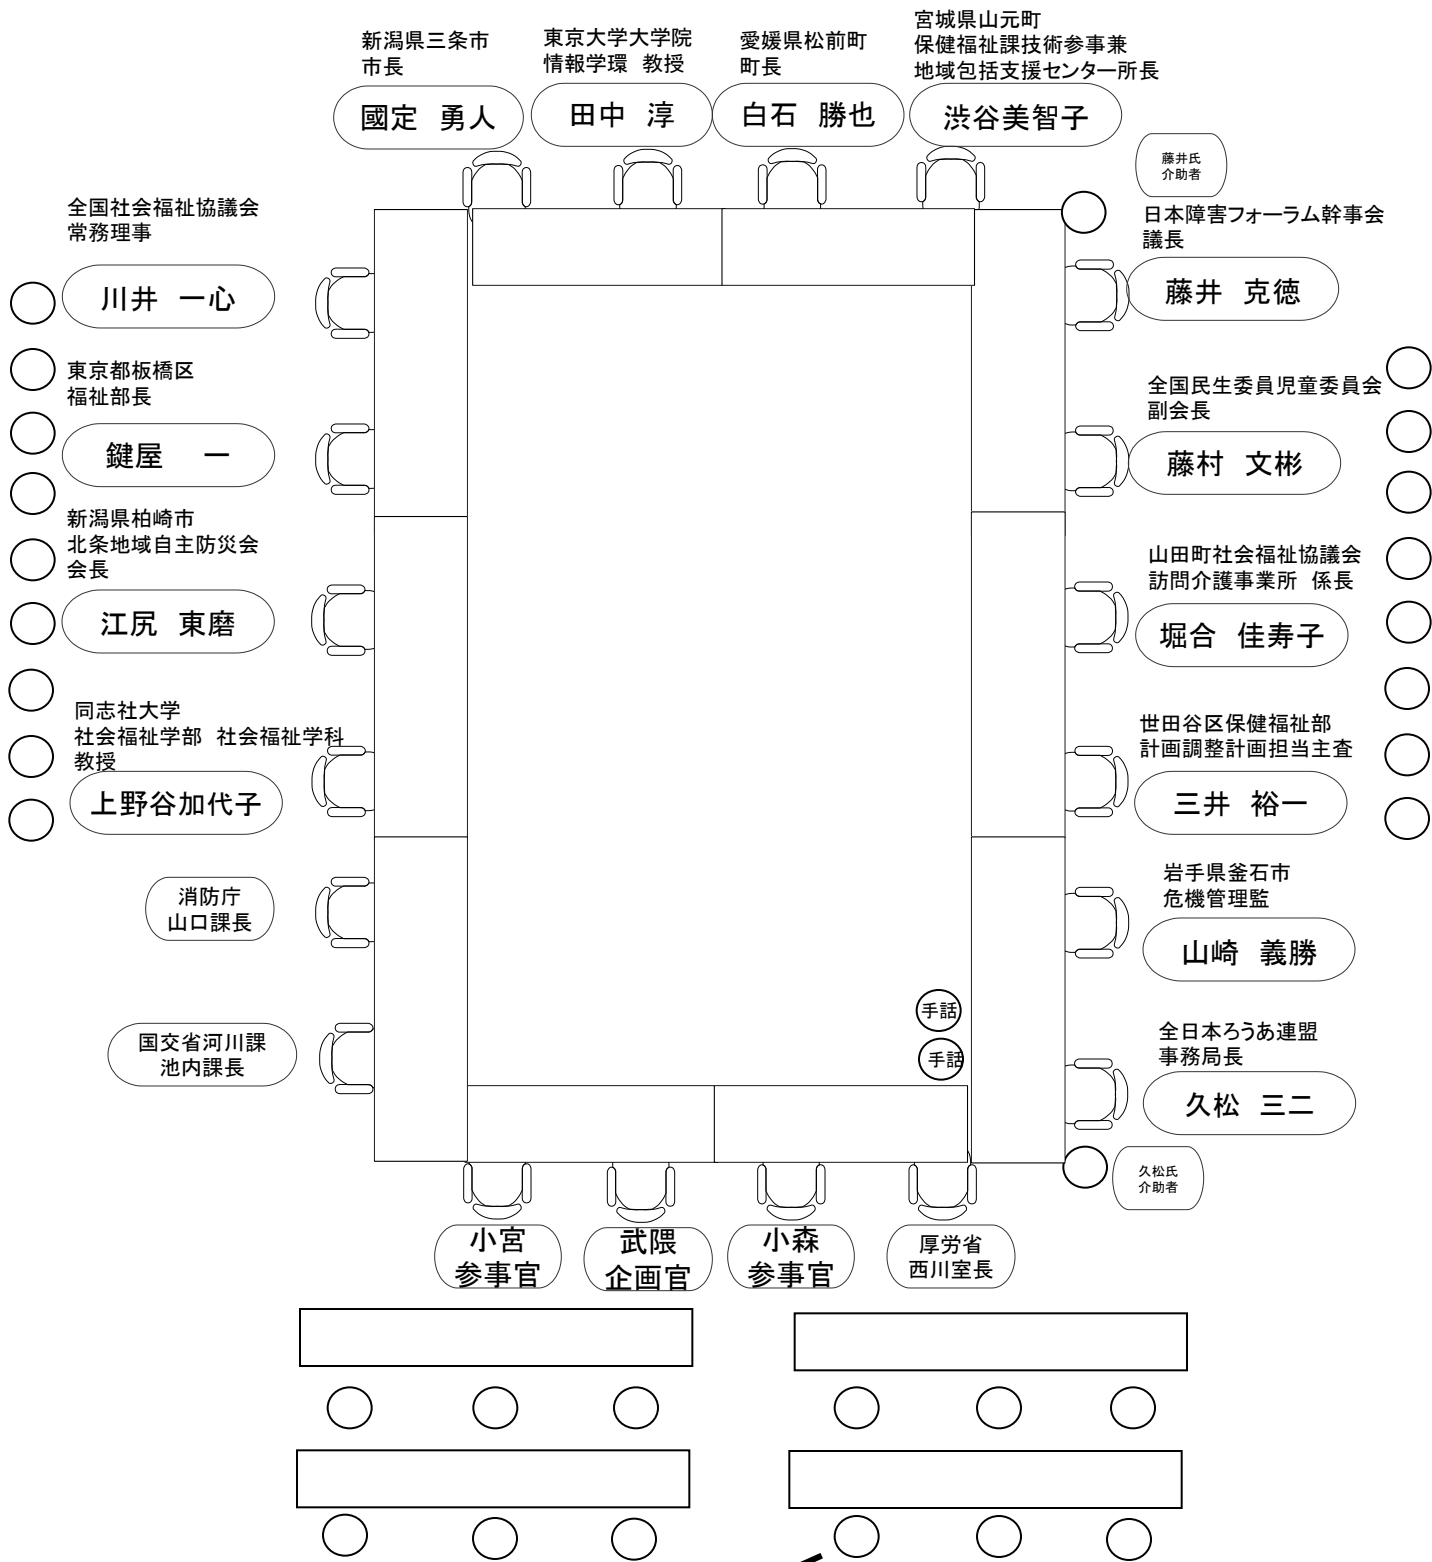 新潟県三条市
市長
國定 勇人
東京大学大学院
情報学環 教授
田中 淳
愛媛県松前町
町長
白石 勝也
宮城県山元町
保健福祉課技術参事兼
地域包括支援センター所長
渋谷美智子
藤井氏
介助者
全国社会福祉協議会
常務理事
川井 一心
東京都板橋区
福祉部長
鍵屋 一
新潟県柏崎市
北条地域自主防災会
会長
江尻 東磨
同志社大学
社会福祉学部 社会福祉学科
教授
上野谷加代子
消防庁
山口課長
国交省河川課
池内課長
日本障害フォーラム幹事会
議長
藤井 克徳
全国民生委員児童委員会
副会長
藤村 文彬
山田町社会福祉協議会
訪問介護事業所 係長
堀合 佳寿子
世田谷区保健福祉部
計画調整計画担当主査
三井 裕一
岩手県釜石市
危機管理監
山崎 義勝
手話
手話
全日本ろうあ連盟
事務局長
久松 三二
久松氏
介助者
小宮
参事官
武隈
企画官
小森
参事官
厚労省
西川室長